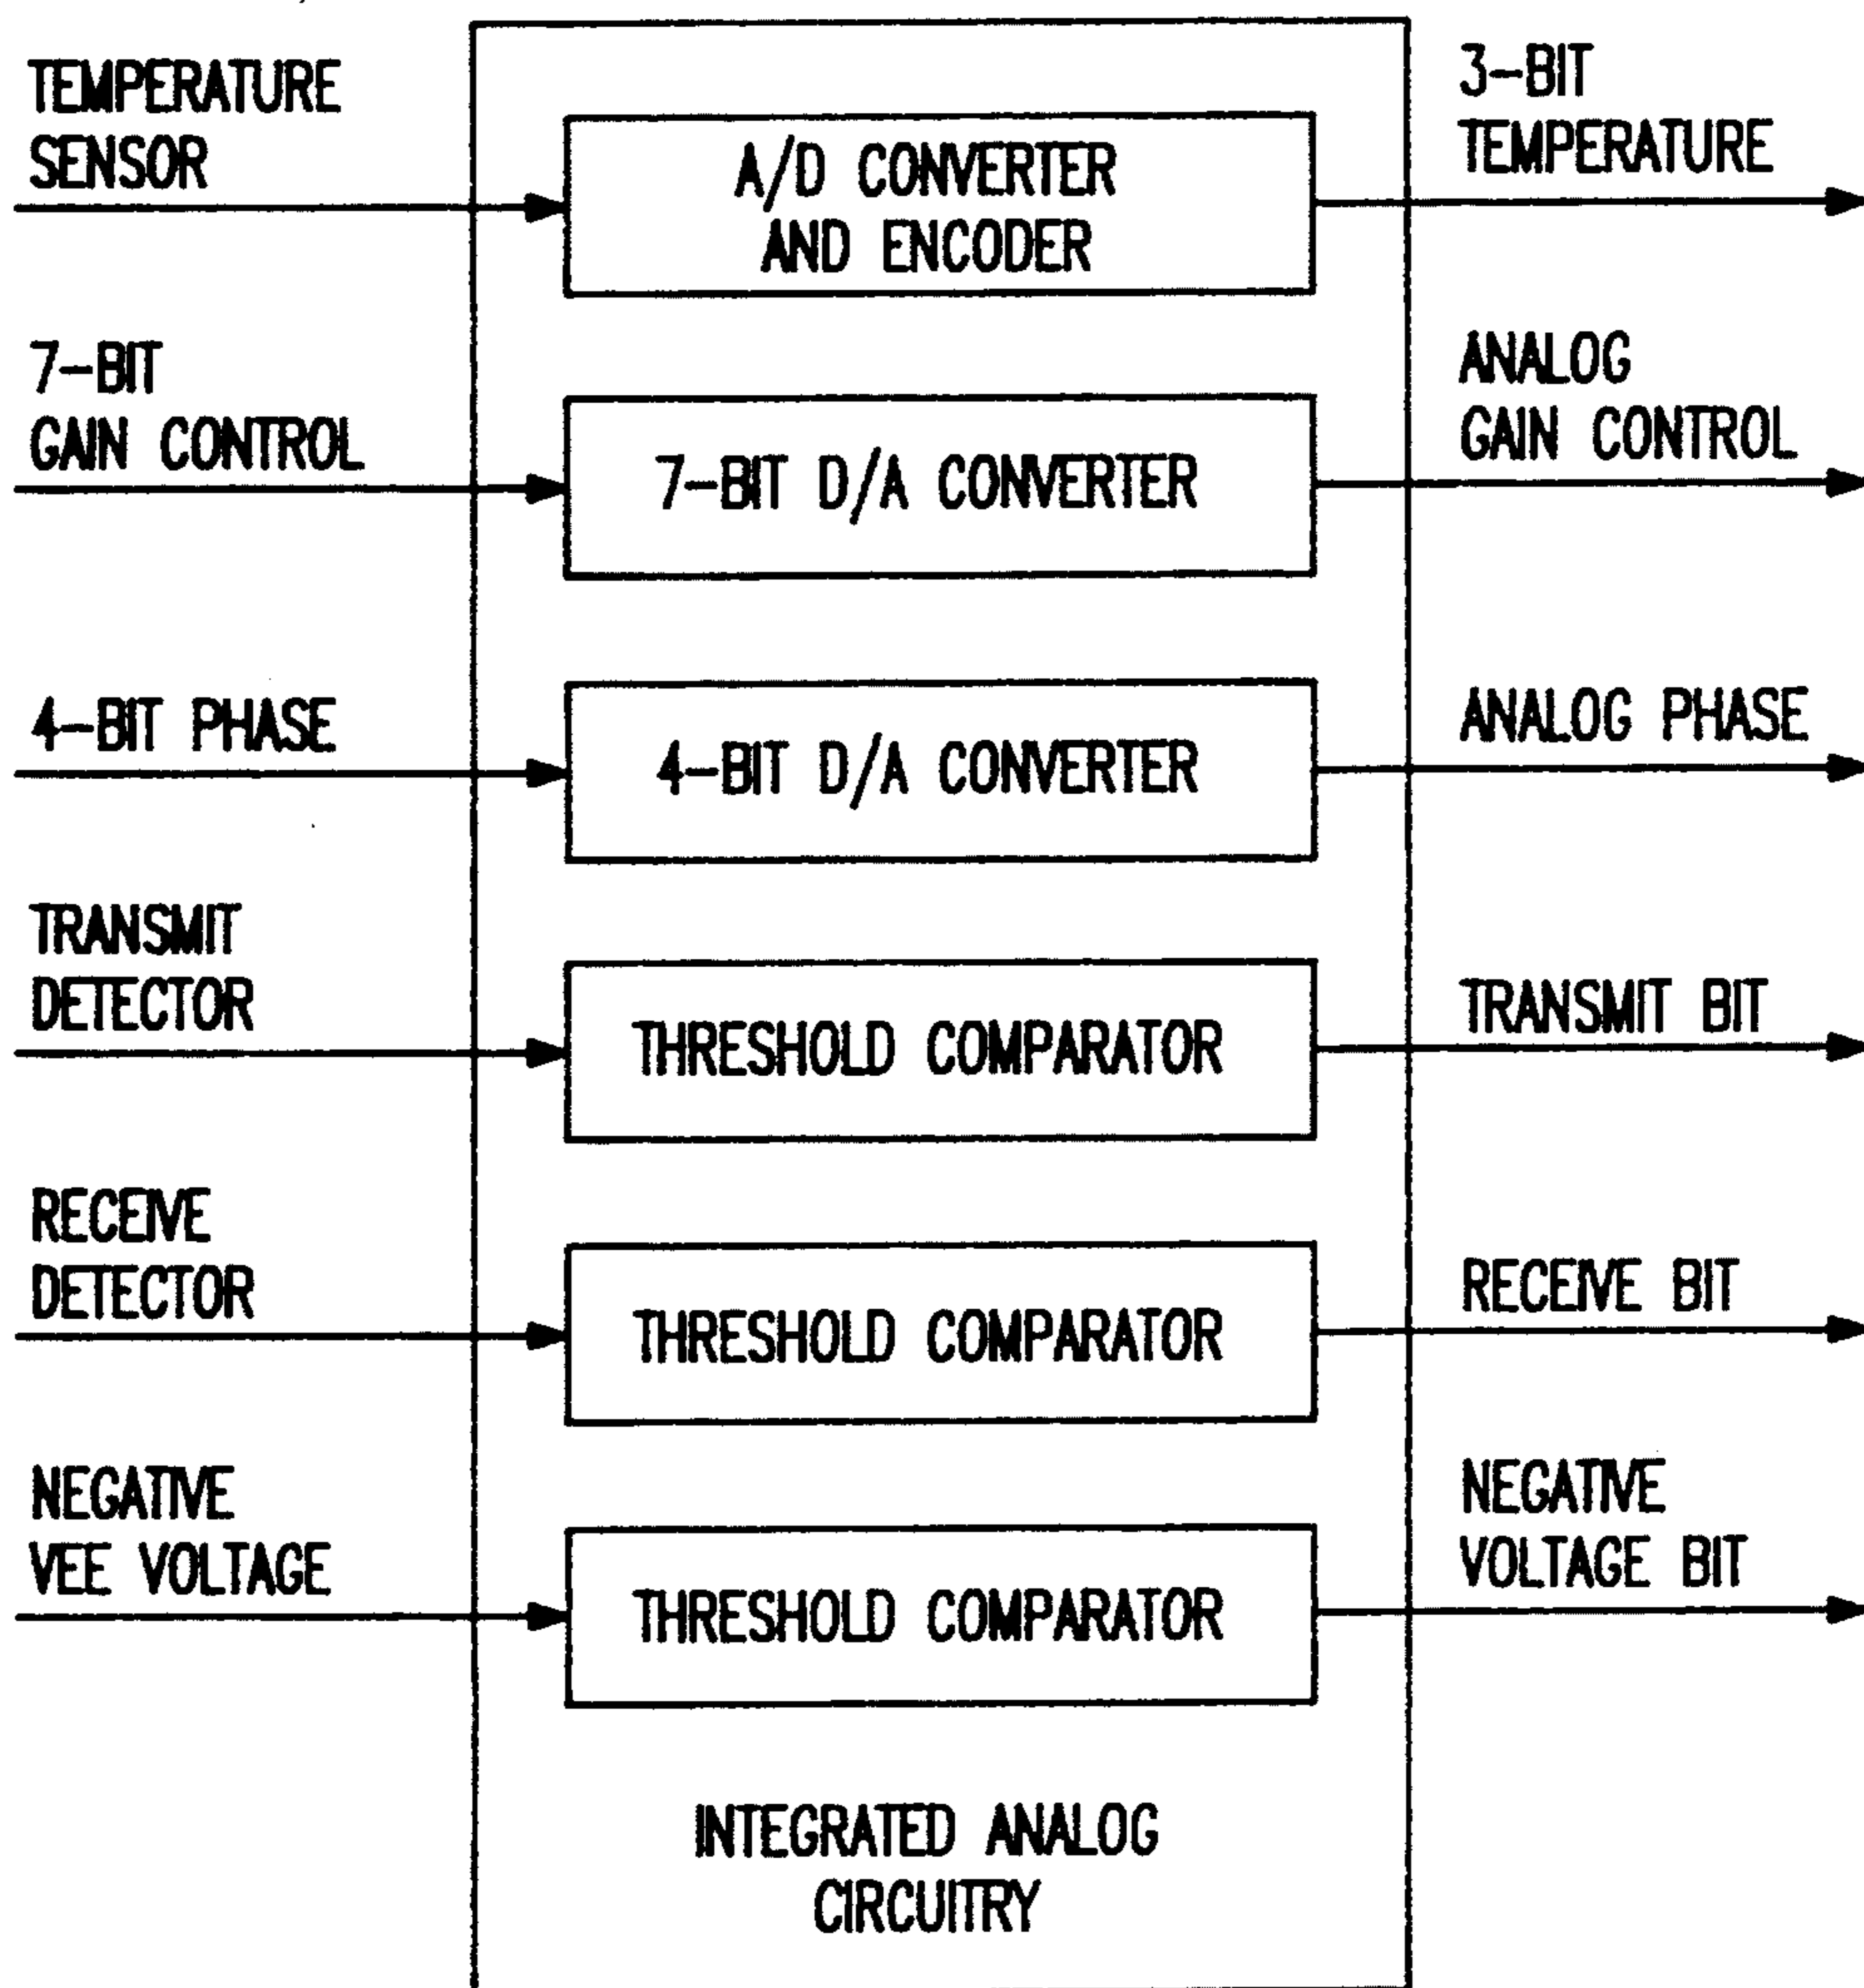 TEMPERATURE
SENSOR
A/D CONVERTER
AND ENCODER
3-BIT
TEMPERATURE
7-BIT
GAIN CONTROL
7-BIT D/A CONVERTER
ANALOG
GAIN CONTROL
4-BIT PHASE
4-BIT D/A CONVERTER
ANALOG PHASE
TRANSMIT
DETECTOR
THRESHOLD COMPARATOR
TRANSMIT BIT
RECEIVE
DETECTOR
THRESHOLD COMPARATOR
RECEIVE BIT
NEGATIVE
VEE VOLTAGE
THRESHOLD COMPARATOR
NEGATIVE
VOLTAGE BIT
INTEGRATED ANALOG
CIRCUITRY